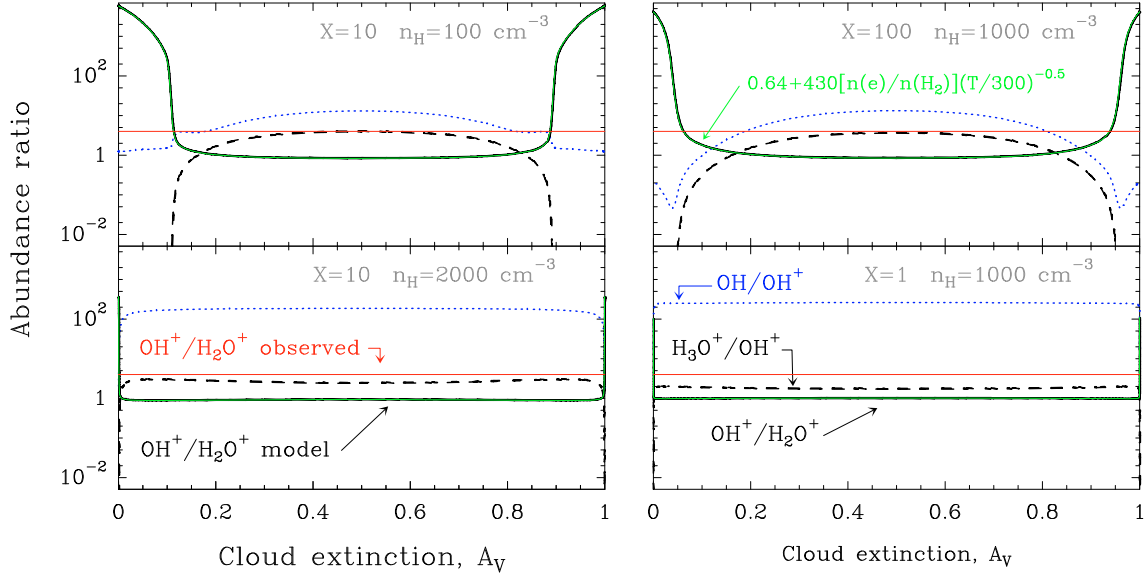 X=10 n_H=100 cm^−3
X=100 n_H=1000 cm^−3
0.64+430[n(e)/n(H_2)](T/300)^−0.5
Abundance ratio
10^2
1
10^−2
X=10 n_H=2000 cm^−3
X=1 n_H=1000 cm^−3
OH/OH^+
OH^+/H_2O^+ observed
H_3O^+/OH^+
OH^+/H_2O^+ model
OH^+/H_2O^+
10^2
1
10^−2
0 0.2 0.4 0.6 0.8 1
0 0.2 0.4 0.6 0.8 1
Cloud extinction, A_V
Cloud extinction, A_V